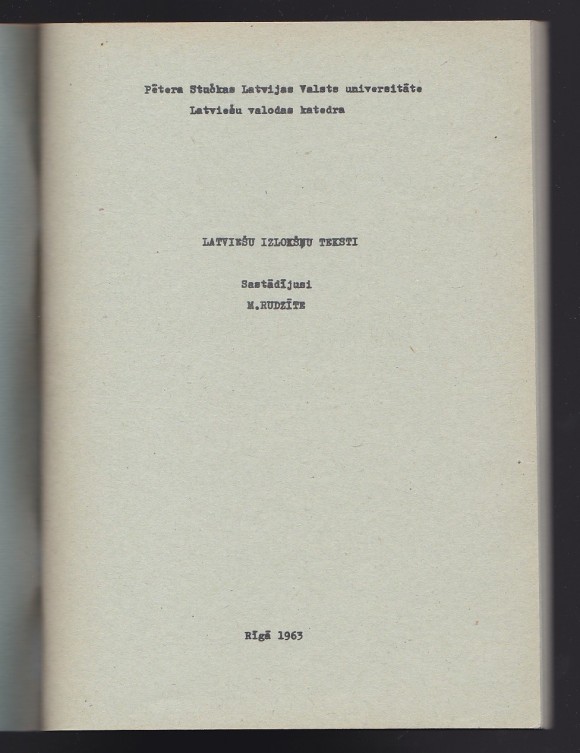 Pētera Stučkas Latvijas Valsts universitāte
Latviešu valodas katedra
LATVIEŠU IZLOKŠŅU TEKSTI
Sastādījusi
M.RUDZĪTE
Rīgā 1963